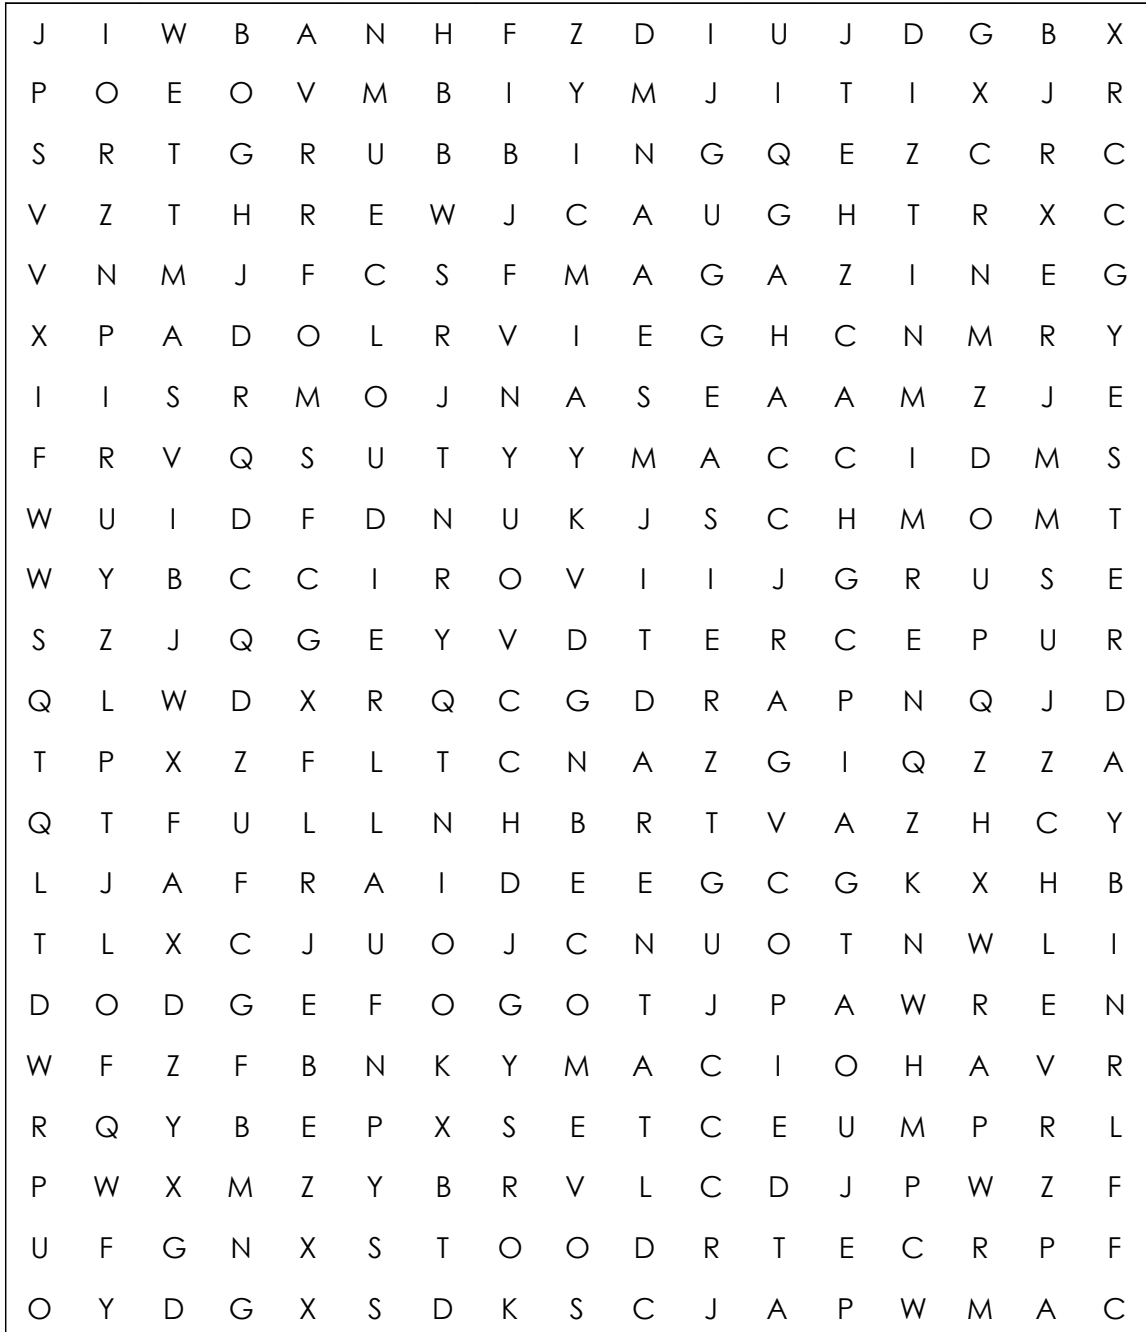 J I W B A N H F Z D I U J D G B X
P O E O V M B I Y M J I T I X J R
S R T G R U B B I N G Q E Z C R C
V Z T H R E W J C A U G H T R X C
V N M J F C S F M A G A Z I N E G
X P A D O L R V I E G H C N M R Y
I I S R M O J N A S E A A M Z J E
F R V Q S U T Y Y M A C C I D M S
W U I D F D N U K J S C H M O M T
W Y B C C I R O V I I J G R U S E
S Z J Q G E Y V D T E R C E P U R
Q L W D X R Q C G D R A P N Q J D
T P X Z F L T C N A Z G I Q Z Z A
Q T F U L L N H B R T V A Z H C Y
L J A F R A I D E E G C G K X H B
T L X C J U O J C N U O T N W L I
D O D G E F O G O T J P A W R E N
W F Z F B N K Y M A C I O H A V R
R Q Y B E P X S E T C E U M P R L
P W X M Z Y B R V L C D J P W Z F
U F G N X S T O O D R T E C R P F
O Y D G X S D K S C J A P W M A C